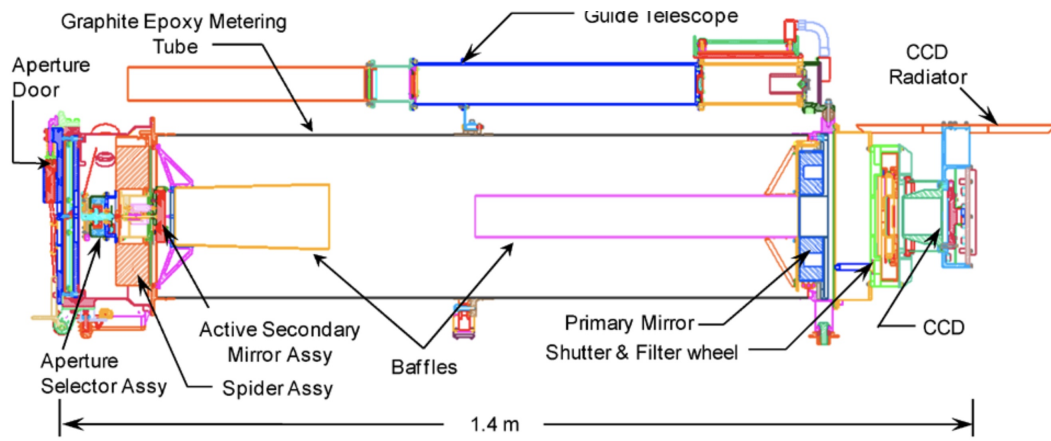 Graphite Epoxy Metering
Tube
Guide Telescope
CCD
Radiator
Aperture
Door
Active Secondary
Mirror Assy
Aperture
Selector Assy
Spider Assy
Baffles
Primary Mirror
Shutter & Filter wheel
CCD
1.4 m